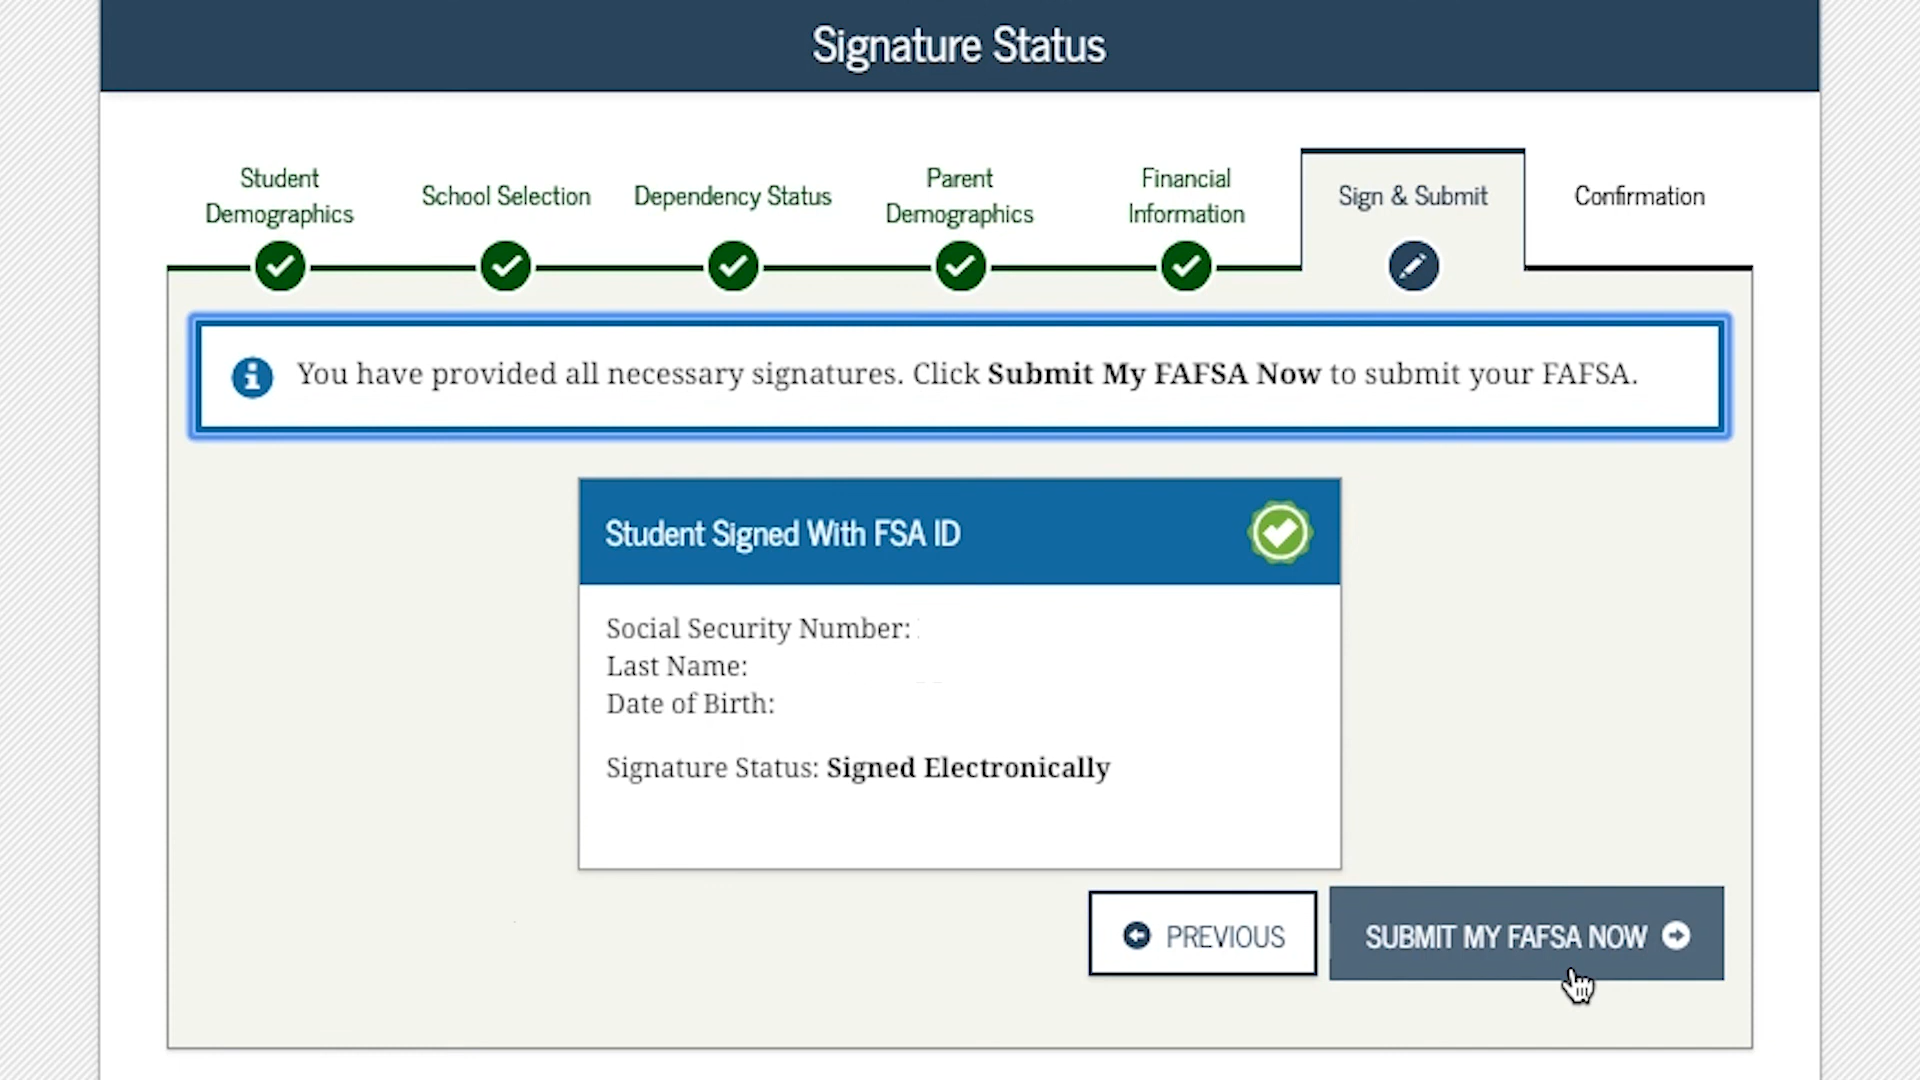 Signature Status
Student
Demographics
School Selection
Dependency Status
Parent
Demographics
Financial
Information
Sign & Submit
Confirmation
You have provided all necessary signatures. Click Submit My FAFSA Now to submit your FAFSA.
Student Signed With FSA ID
Social Security Number:
Last Name:
Date of Birth:
Signature Status: Signed Electronically
PREVIOUS
SUBMIT MY FAFSA NOW